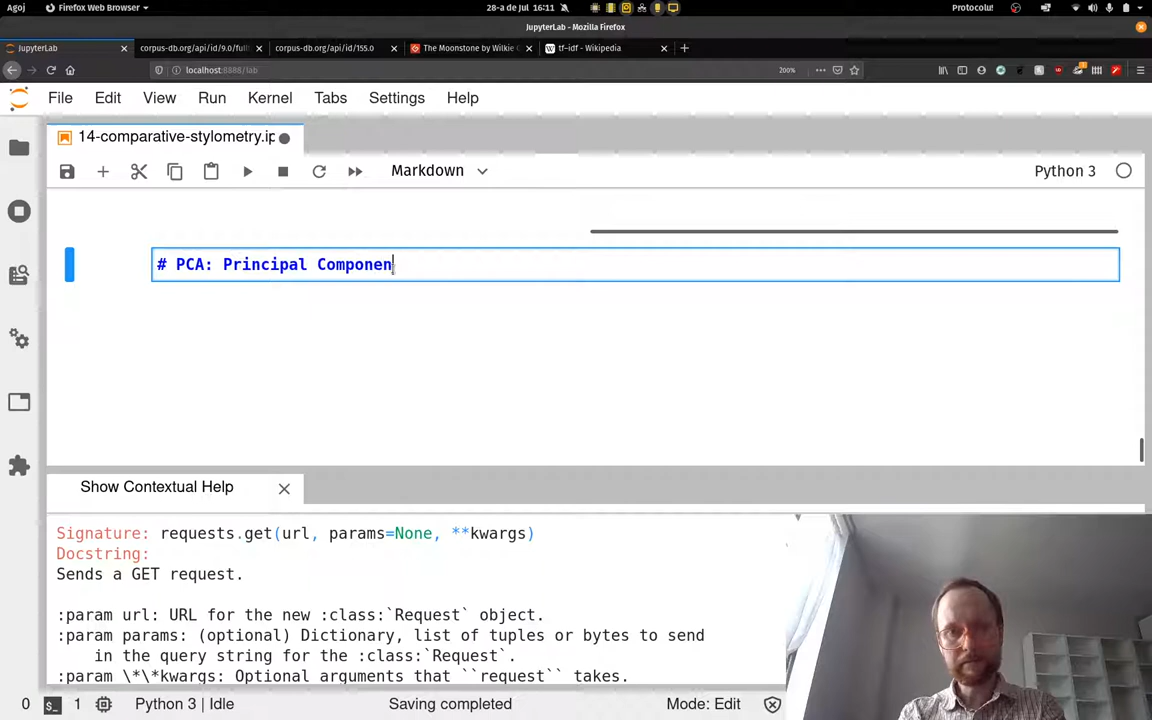 Agoj
Firefox Web Browser
28-a de Jul 16:11
Protocolu
JupyterLab - Mozilla Firefox
JupyterLab
corpus-db.org/api/id/9.0/full
corpus-db.org/api/id/155.0
The Moonstone by Wilkie
tf-idf - Wikipedia
localhost:8888/lab
200%
File Edit View Run Kernel Tabs Settings Help
14-comparative-stylometry.ip
Markdown
Python 3
# PCA: Principal Componen
Show Contextual Help
Signature: requests.get(url, params=None, **kwargs)
Docstring:
Sends a GET request.
:param url: URL for the new :class:`Request` object.
:param params: (optional) Dictionary, list of tuples or bytes to send
in the query string for the :class:`Request`.
:param \*\*kwargs: Optional arguments that ``request`` takes.
0
1
Python 3 | Idle
Saving completed
Mode: Edit